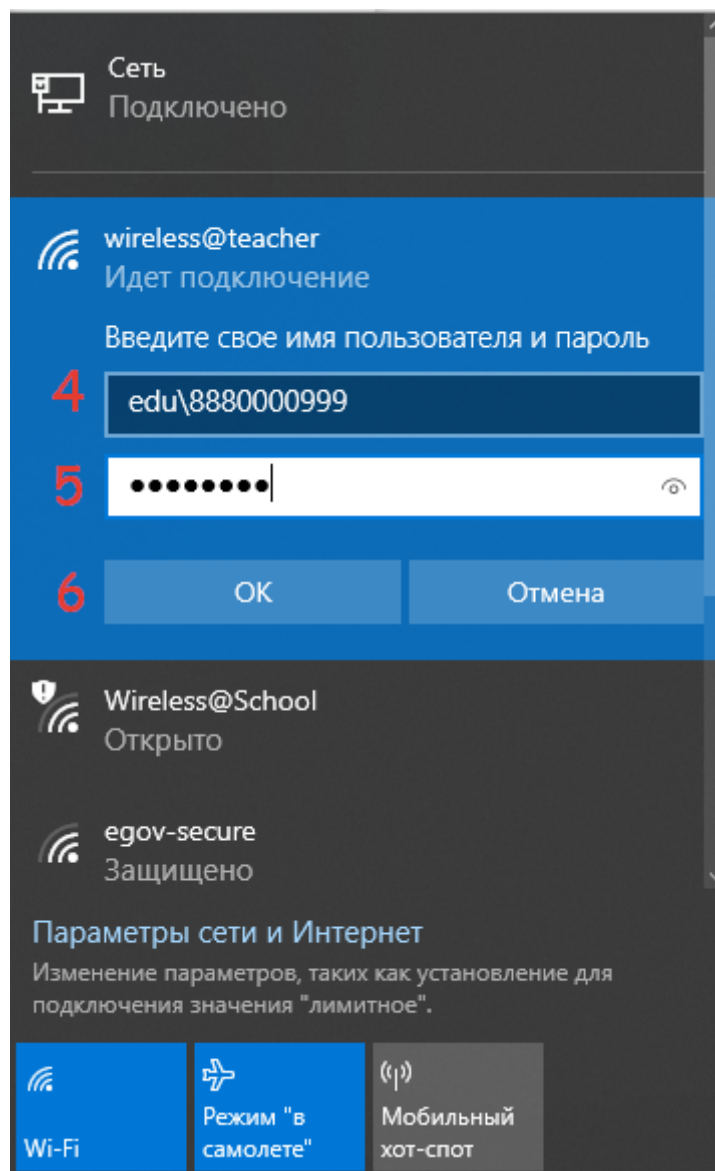 Сеть
Подключено
wireless@teacher
Идет подключение
Введите свое имя пользователя и пароль
4 edu\8880000999
5 ••••••••
6 ОК Отмена
Wireless@School
Открыто
egov-secure
Защищено
Параметры сети и Интернет
Изменение параметров, таких как установление для
подключения значения "лимитное".
Wi-Fi
Режим "в
самолете"
Мобильный
хот-спот